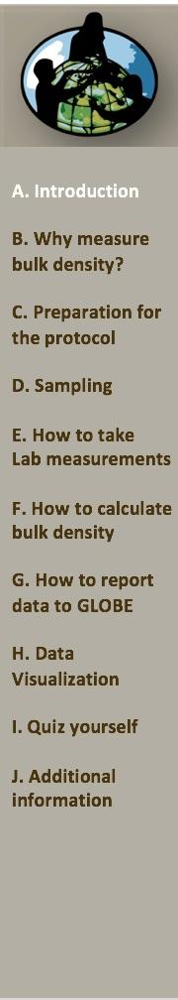 A. Introduction
B. Why measure
bulk density?
C. Preparation for
the protocol
D. Sampling
E. How to take
Lab measurements
F. How to calculate
bulk density
G. How to report
data to GLOBE
H. Data
Visualization
I. Quiz yourself
J. Additional
information